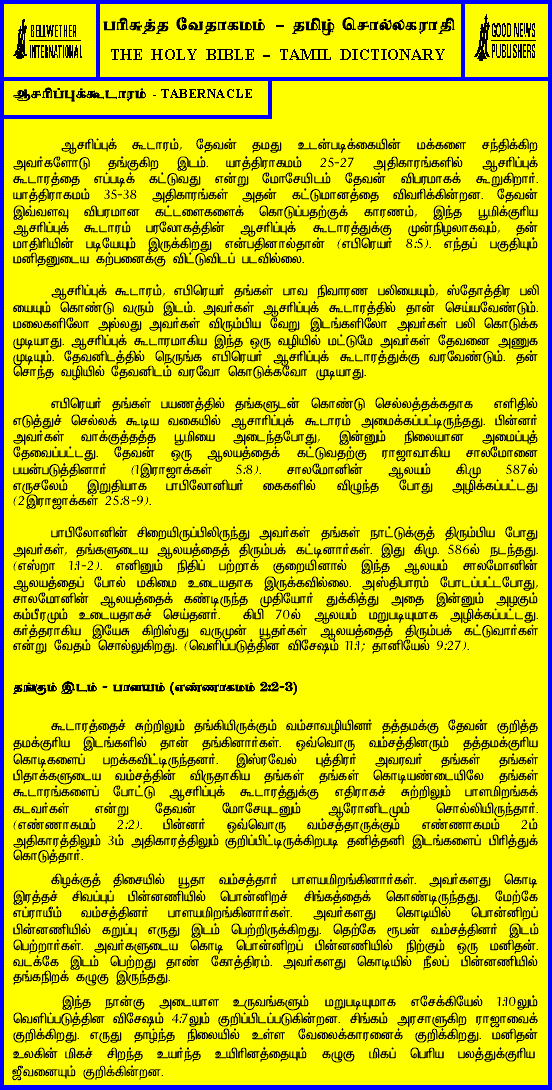 BELLWETHER
INTERNATIONAL
பரிசுத்த வேதாகமம் – தமிழ் சொல்லகராதி
THE HOLY BIBLE – TAMIL DICTIONARY
GOOD NEWS
PUBLISHERS
ஆசரிப்புக்கூடாரம் - TABERNACLE
ஆசரிப்புக் கூடாரம், தேவன் தமது உடன்படிக்கையின் மக்களை சந்திக்கிற
அவர்களோடு தங்குகிற இடம். யாத்திராகமம் 25-27 அதிகாரங்களில் ஆசரிப்புக்
கூடாரத்தை எப்படிக் கட்டுவது என்று மோசேயிடம் தேவன் விபரமாகக் கூறுகிறார்.
யாத்திராகமம் 35-38 அதிகாரங்கள் அதன் கட்டுமானத்தை விவரிக்கின்றன. தேவன்
இவ்வளவு விபரமான கட்டளைகளைக் கொடுப்பதற்குக் காரணம், இந்த பூமிக்குரிய
ஆசரிப்புக் கூடாரம் பரலோகத்தின் ஆசரிப்புக் கூடாரத்துக்கு முன்நிழலாகவும், தன்
மாதிரியின் படியேயும் இருக்கிறது என்பதினால்தான் (எபிரெயர் 8:5). எந்தப் பகுதியும்
மனிதனுடைய கற்பனைக்கு விட்டுவிடப் படவில்லை.
ஆசரிப்புக் கூடாரம், எபிரெயர் தங்கள் பாவ நிவாரண பலியையும், ஸ்தோத்திர பலி
யையும் கொண்டு வரும் இடம். அவர்கள் ஆசரிப்புக் கூடாரத்தில் தான் செய்யவேண்டும்.
மலைகளிலோ அல்லது அவர்கள் விரும்பிய வேறு இடங்களிலோ அவர்கள் பலி கொடுக்க
முடியாது. ஆசரிப்புக் கூடாரமாகிய இந்த ஒரு வழியில் மட்டுமே அவர்கள் தேவனை அணுக
முடியும். தேவனிடத்தில் நெருங்க எபிரெயர் ஆசரிப்புக் கூடாரத்துக்கு வரவேண்டும். தன்
சொந்த வழியில் தேவனிடம் வரவோ கொடுக்கவோ முடியாது.
எபிரெயர் தங்கள் பயணத்தில் தங்களுடன் கொண்டு செல்லத்தக்கதாக எளிதில்
எடுத்துச் செல்லக் கூடிய வகையில் ஆசாரிப்புக் கூடாரம் அமைக்கப்பட்டிருந்தது. பின்னர்
அவர்கள் வாக்குத்தத்த பூமியை அடைந்தபோது, இன்னும் நிலையான அமைப்புத்
தேவைப்பட்டது. தேவன் ஒரு ஆலயத்தைக் கட்டுவதற்கு ராஜாவாகிய சாலமோனை
பயன்படுத்தினார் (1இராஜாக்கள் 5:8). சாலமோனின் ஆலயம் கி.மு 587ல்
எருசலேம் இறுதியாக பாபிலோனியர் கைகளில் விழுந்த போது அழிக்கப்பட்டது
(2இராஜாக்கள் 25:8-9).
பாபிலோனின் சிறையிருப்பிலிருந்து அவர்கள் தங்கள் நாட்டுக்குத் திரும்பிய போது
அவர்கள், தங்களுடைய ஆலயத்தைத் திரும்பக் கட்டினார்கள். இது கிமு. 586ல் நடந்தது.
(எஸ்றா 1:1-2). எனினும் நிதிப் பற்றாக் குறையினால் இந்த ஆலயம் சாலமோனின்
ஆலயத்தைப் போல் மகிமை உடையதாக இருக்கவில்லை. அஸ்திபாரம் போடப்பட்டபோது,
சாலமோனின் ஆலயத்தைக் கண்டிருந்த முதியோர் துக்கித்து அதை இன்னும் அழகும்
கம்பீரமும் உடையதாகச் செய்தனர். கிபி 70ல் ஆலயம் மறுபடியுமாக அழிக்கப்பட்டது.
கர்த்தராகிய இயேசு கிறிஸ்து வருமுன் யூதர்கள் ஆலயத்தைத் திரும்பக் கட்டுவார்கள்
என்று வேதம் சொல்லுகிறது. (வெளிப்படுத்தின விசேஷம் 11:1; தானியேல் 9:27).
தங்கும் இடம் - பாளயம் (எண்ணாகமம் 2:2-3)
கூடாரத்தைச் சுற்றிலும் தங்கியிருக்கும் வம்சாவழியினர் தத்தமக்கு தேவன் குறித்த
தமக்குரிய இடங்களில் தான் தங்கினார்கள். ஒவ்வொரு வம்சத்தினரும் தத்தமக்குரிய
கொடிகளைப் பறக்கவிட்டிருந்தனர். இஸ்ரவேல் புத்திரர் அவரவர் தங்கள் தங்கள்
பிதாக்களுடைய வம்சத்தின் விருதாகிய தங்கள் தங்கள் கொடியண்டையிலே தங்கள்
கூடாரங்களைப் போட்டு ஆசரிப்புக் கூடாரத்துக்கு எதிராகச் சுற்றிலும் பாளமிறங்கக்
கடவர்கள் என்று தேவன் மோசேயுடனும் ஆரோனிடமும் சொல்லியிருந்தார்.
(எண்ணாகமம் 2:2). பின்னர் ஒவ்வொரு வம்சத்தாருக்கும் எண்ணாகமம் 2ம்
அதிகாரத்திலும் 3ம் அதிகாரத்திலும் குறிப்பிட்டிருக்கிறபடி தனித்தனி இடங்களைப் பிரித்துக்
கொடுத்தார்.
கிழக்குத் திசையில் யூதா வம்சத்தார் பாளயமிறங்கினார்கள். அவர்களது கொடி
இரத்தச் சிவப்புப் பின்னணியில் பொன்னிறச் சிங்கத்தைக் கொண்டிருந்தது. மேற்கே
எப்ராயீம் வம்சத்தினர் பாளயமிறங்கினார்கள். அவர்களது கொடியில் பொன்னிறப்
பின்னணியில் கறுப்பு எருது இடம் பெற்றிருக்கிறது. தெற்கே ரூபன் வம்சத்தினர் இடம்
பெற்றார்கள். அவர்களுடைய கொடி பொன்னிறப் பின்னணியில் நிற்கும் ஒரு மனிதன்.
வடக்கே இடம் பெற்றது தாண் கோத்திரம். அவர்களது கொடியில் நீலப் பின்னணியில்
தங்கநிறக் கழுகு இருந்தது.
இந்த நான்கு அடையாள உருவங்களும் மறுபடியுமாக எசேக்கியேல் 1:10லும்
வெளிப்படுத்தின விசேஷம் 4:7லும் குறிப்பிடப்படுகின்றன. சிங்கம் அரசாளுகிற ராஜாவைக்
குறிக்கிறது. எருது தாழ்ந்த நிலையில் உள்ள வேலைக்காரனைக் குறிக்கிறது. மனிதன்
உலகின் மிகச் சிறந்த உயர்ந்த உயிரினத்தையும் கழுகு மிகப் பெரிய பலத்துக்குரிய
ஜீவனையும் குறிக்கின்றன.